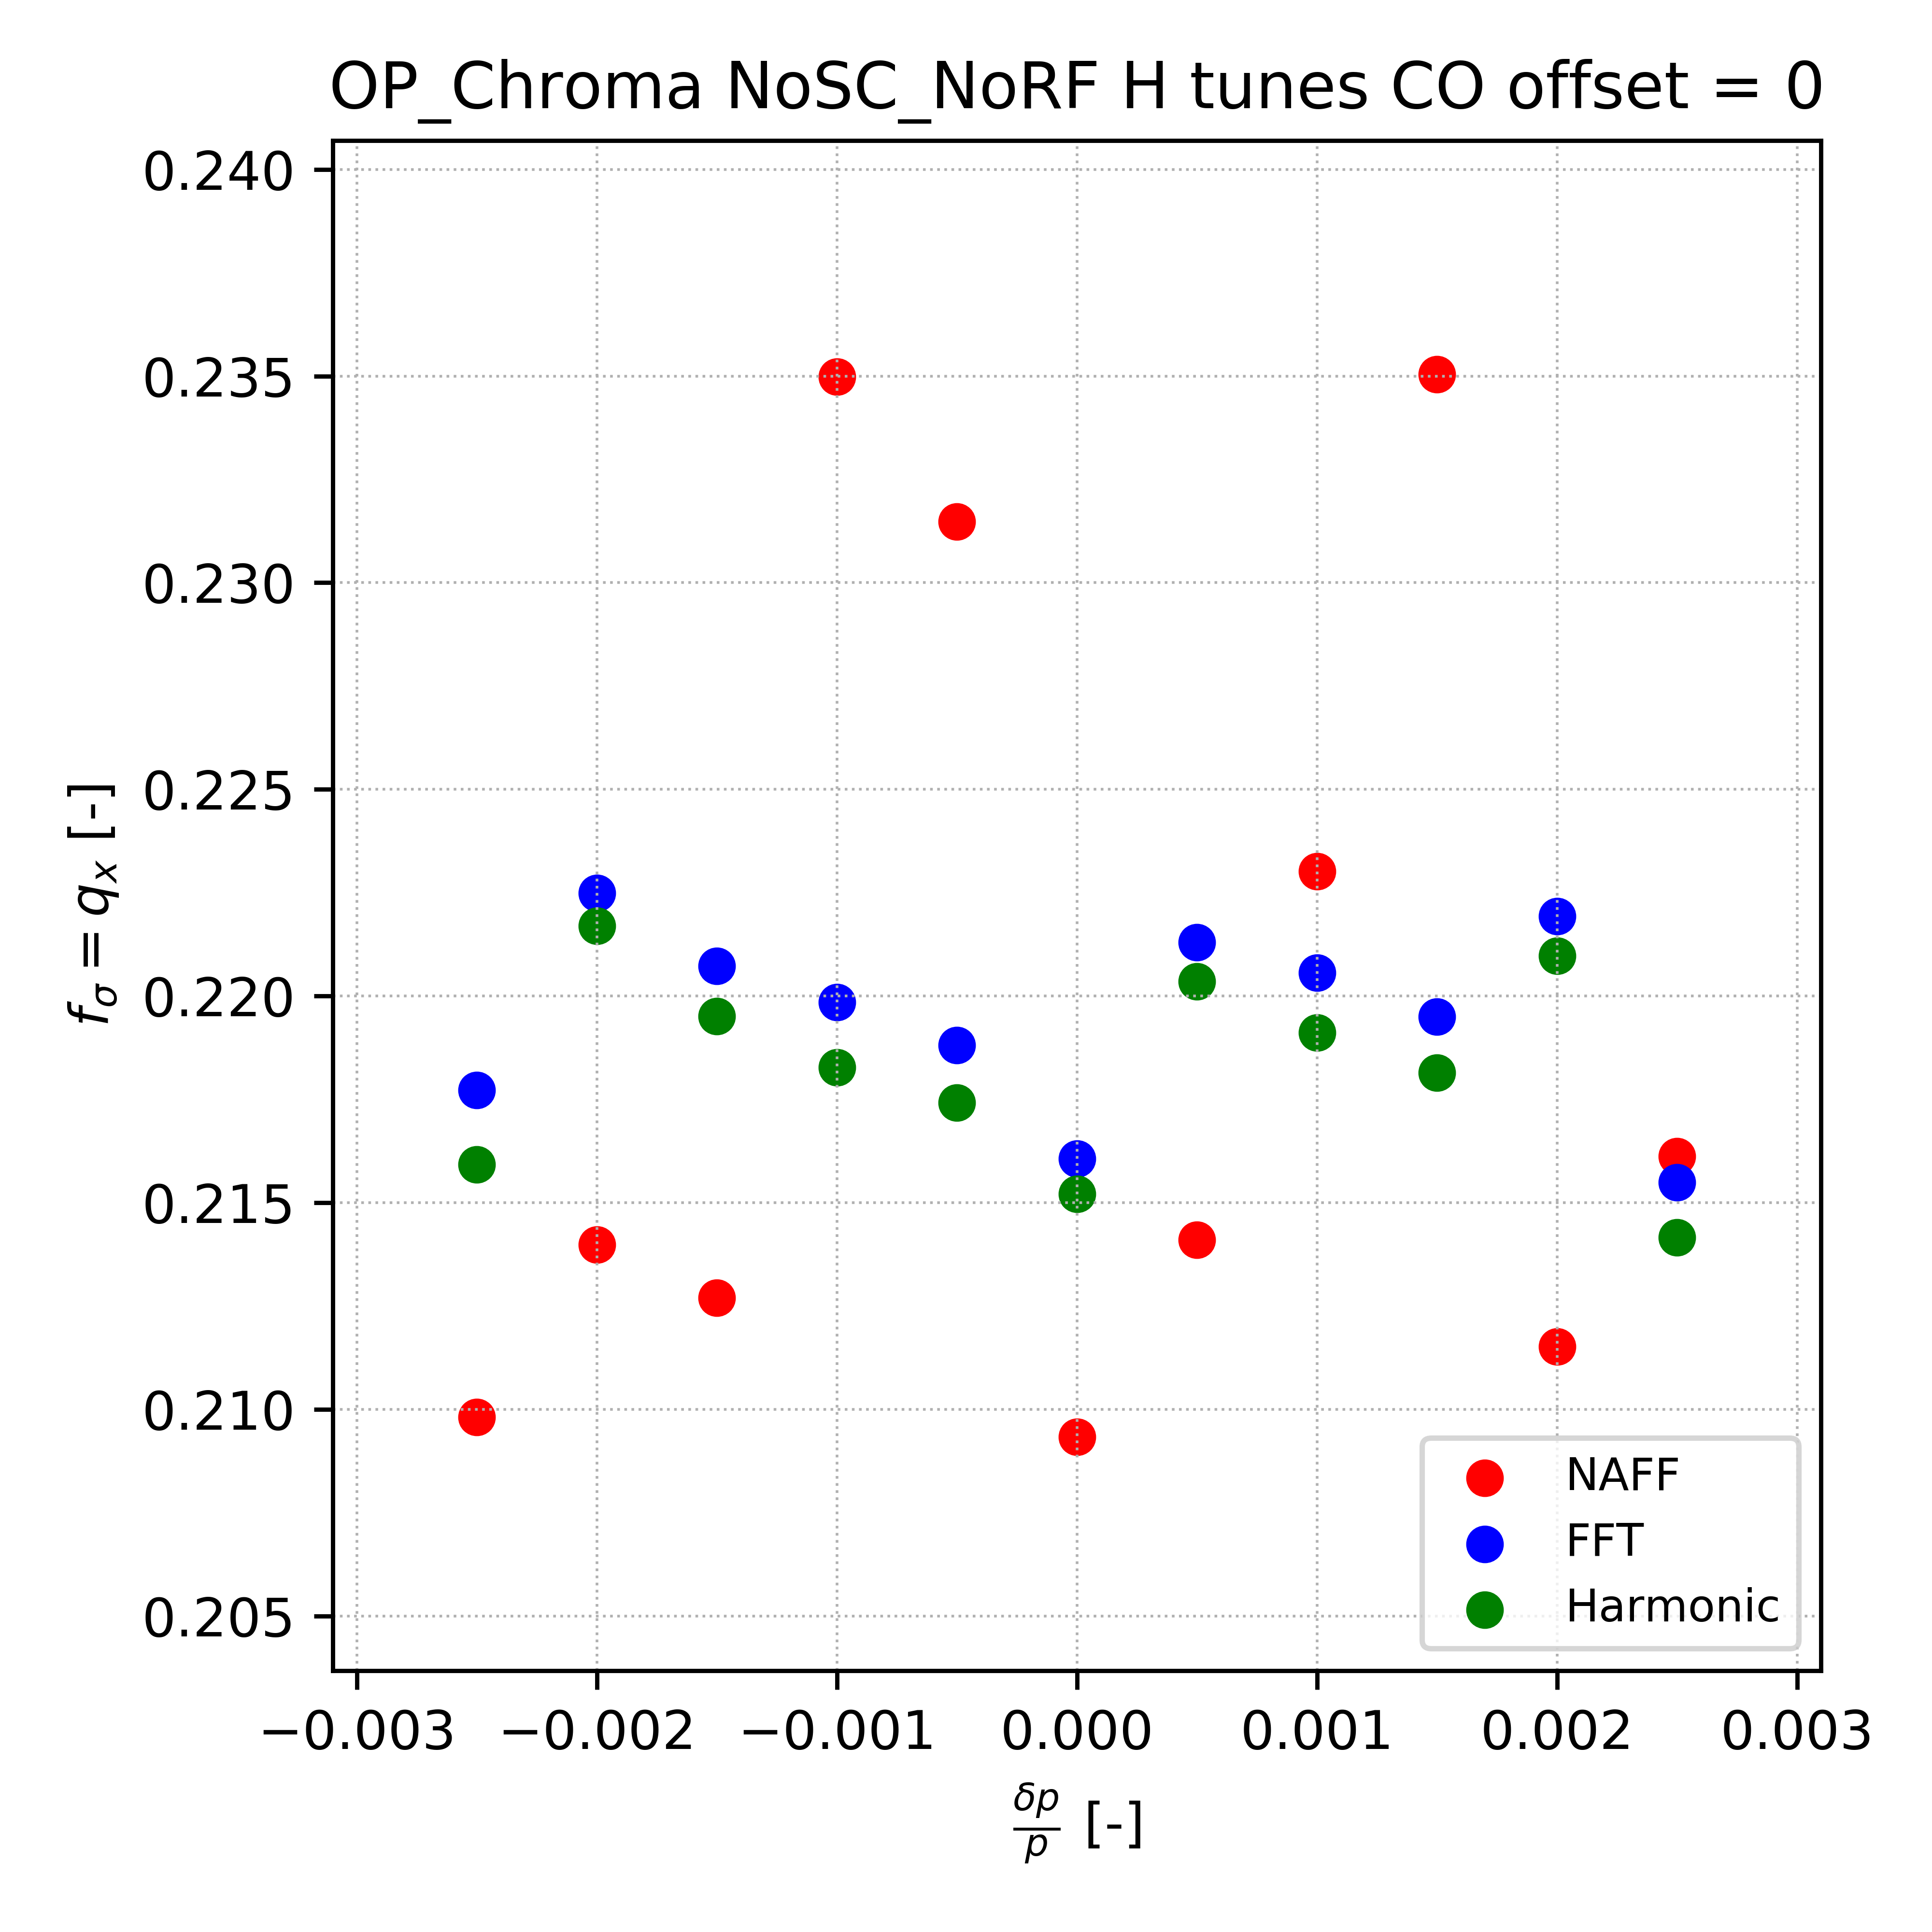 OP_Chroma NoSC_NoRF H tunes CO offset = 0
0.240
0.235
0.230
0.225
0.220
0.215
0.210
0.205
f_σ = q_x [-]
NAFF
FFT
Harmonic
−0.003 −0.002 −0.001 0.000 0.001 0.002 0.003
δp/p [-]